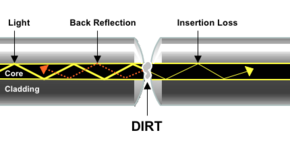 Light Back Reflection Insertion Loss
Core
Cladding
DIRT